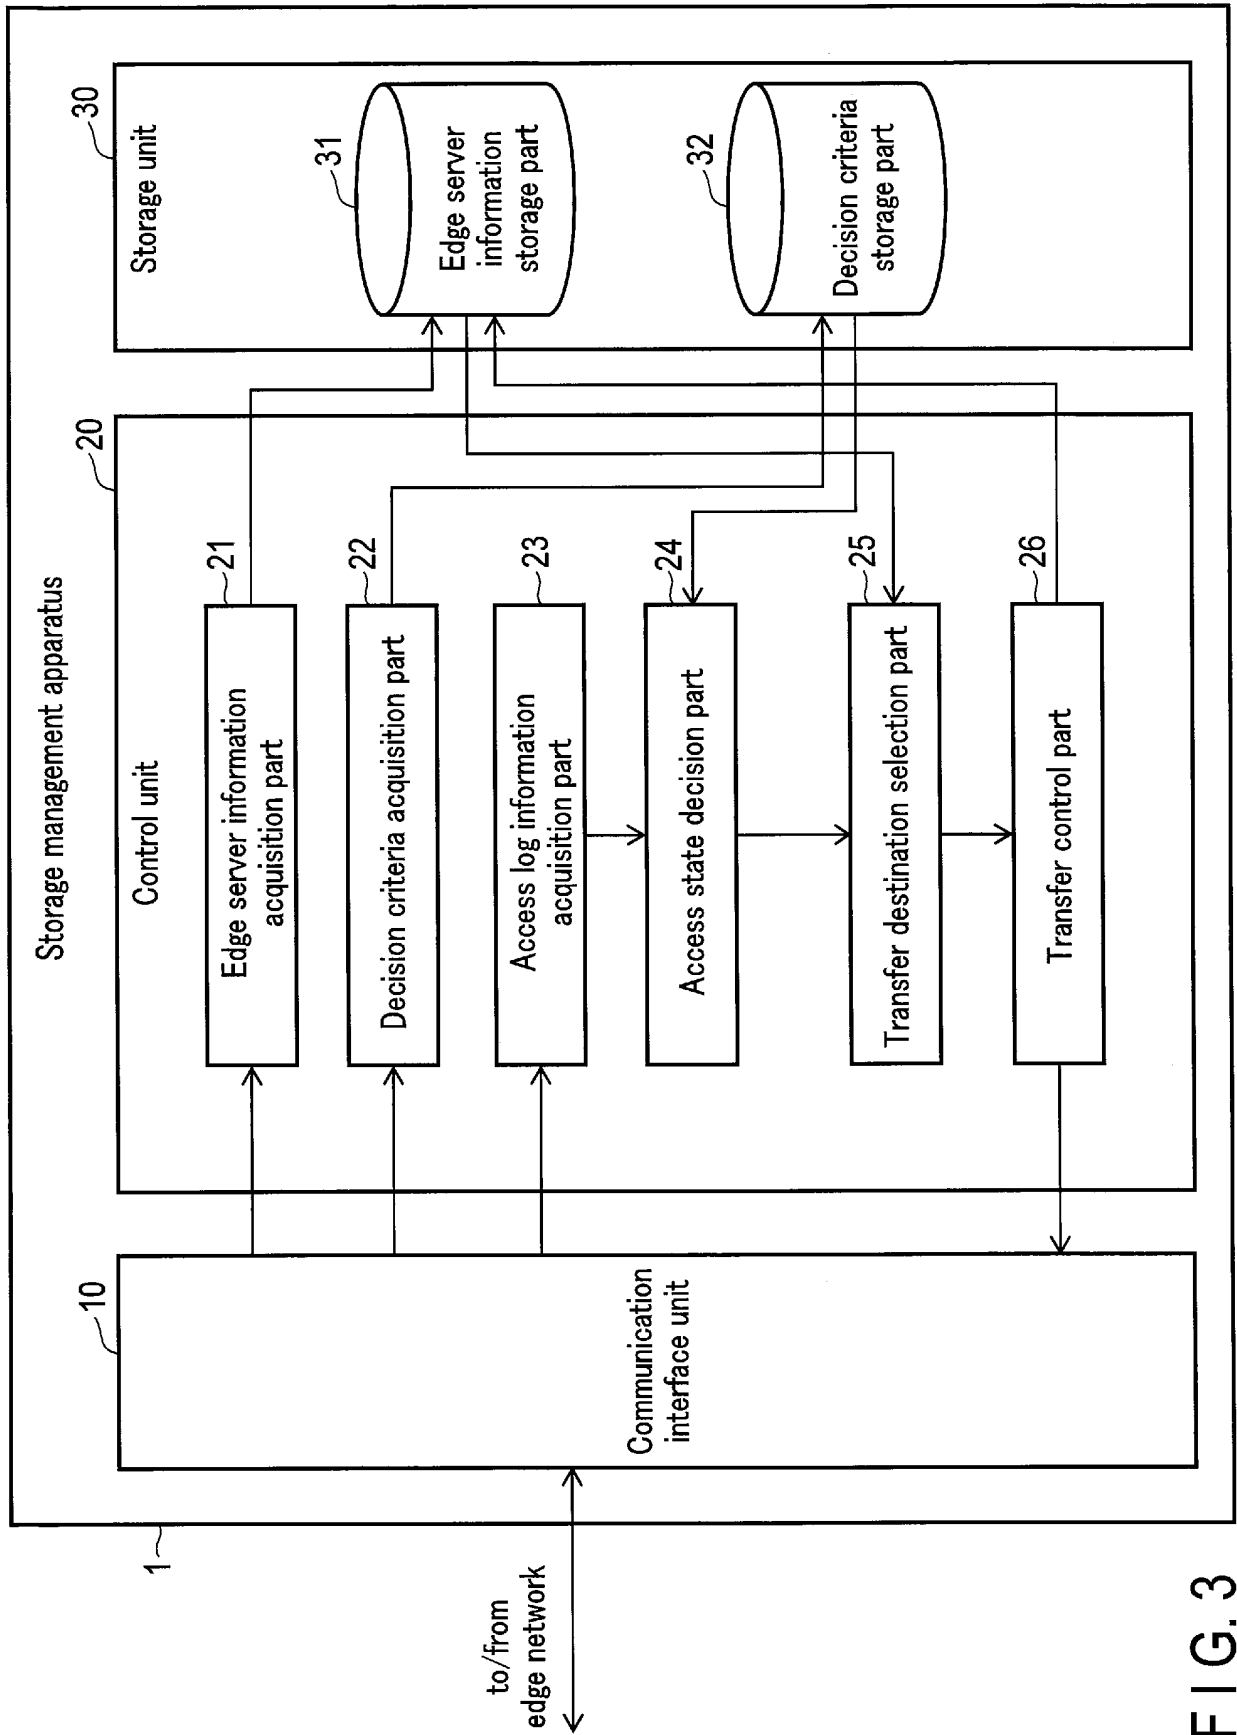 Storage management apparatus
1
to/from
edge network
10
Communication
interface unit
20
Control unit
21
Edge server information
acquisition part
22
Decision criteria acquisition part
23
Access log information
acquisition part
24
Access state decision part
25
Transfer destination selection part
26
Transfer control part
30
Storage unit
31
Edge server
information
storage part
32
Decision criteria
storage part
FIG. 3